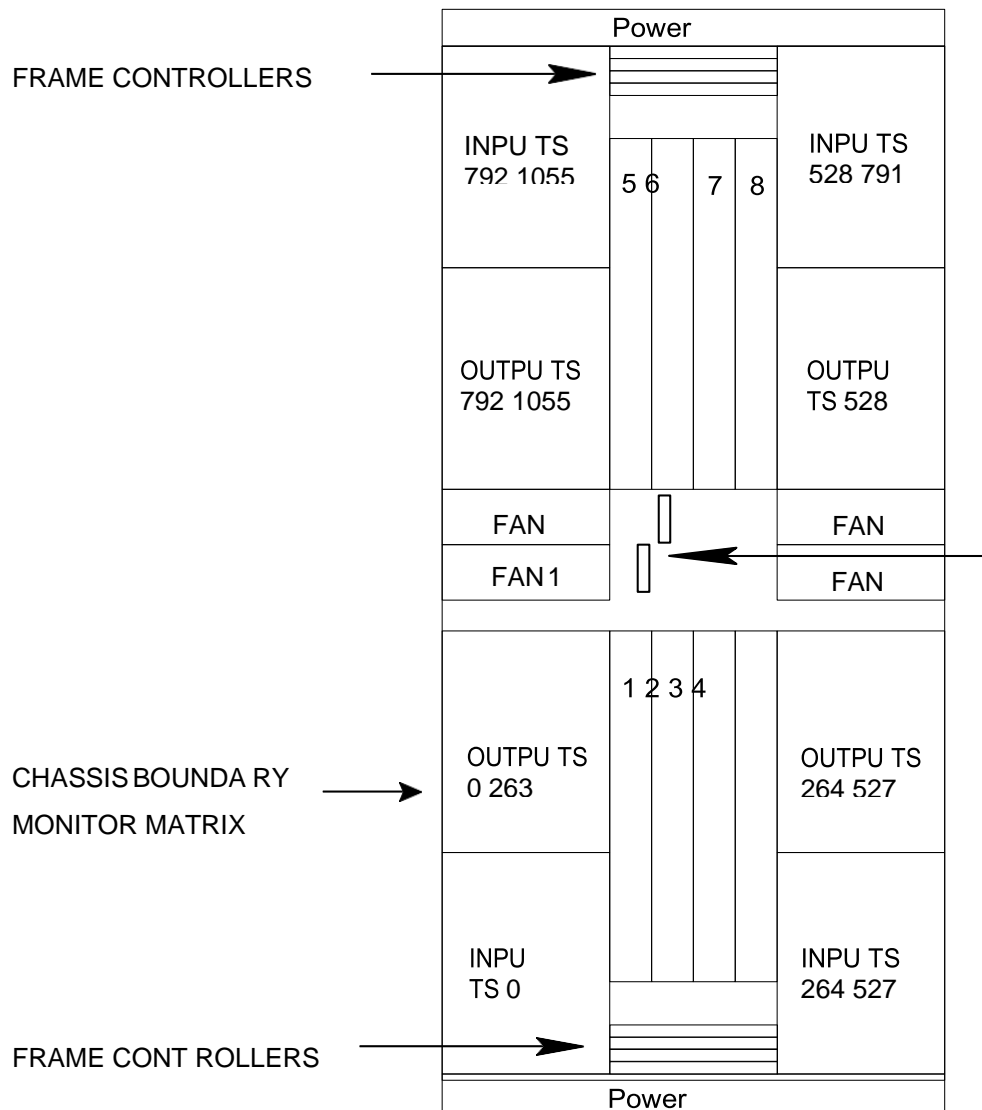 Power
FRAME CONTROLLERS
INPU TS
792 1055
5 6 7 8
INPU TS
528 791
OUTPU TS
792 1055
OUTPU
TS 528
FAN
FAN
FAN 1
FAN
1 2 3 4
OUTPU TS
0 263
OUTPU TS
264 527
CHASSIS BOUNDA RY
MONITOR MATRIX
INPU
TS 0
INPU TS
264 527
FRAME CONT ROLLERS
Power